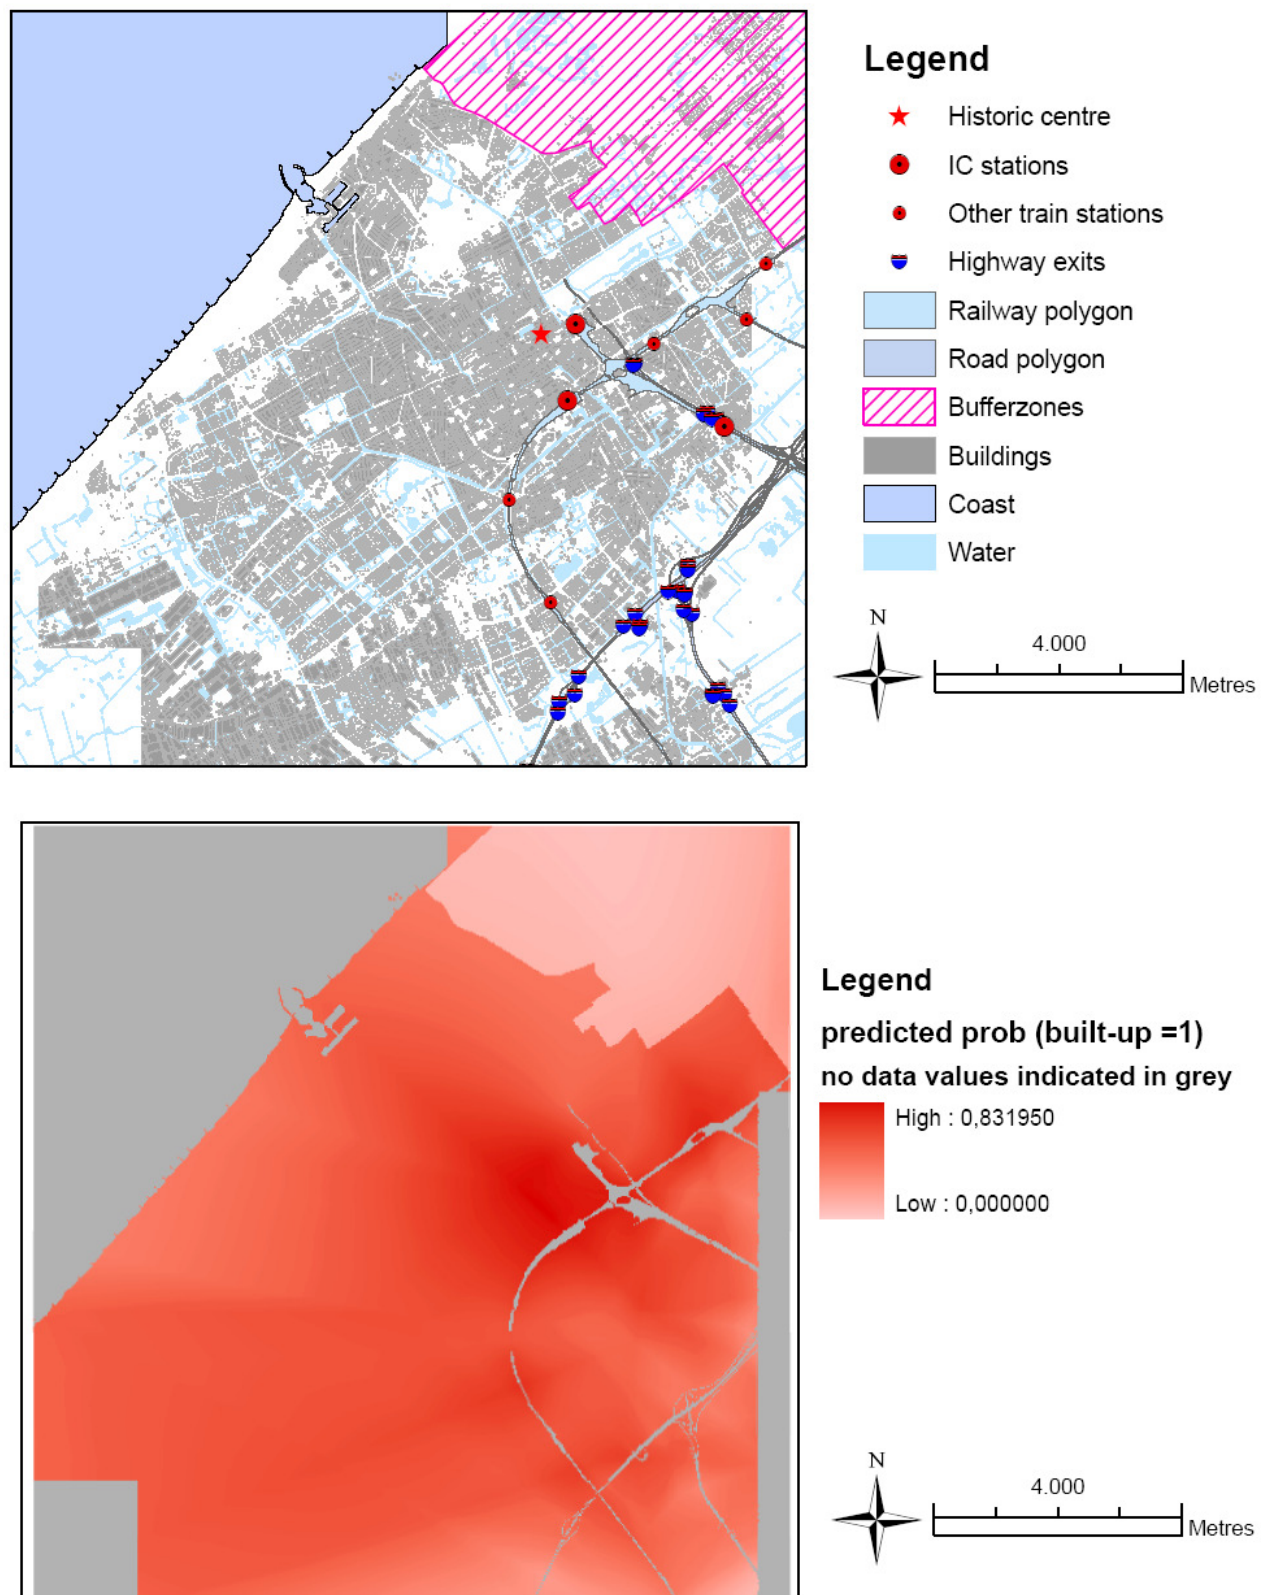 Legend
Historic centre
IC stations
Other train stations
Highway exits
Railway polygon
Road polygon
Bufferzones
Buildings
Coast
Water
N
4.000
Metres
Legend
predicted prob (built-up =1)
no data values indicated in grey
High : 0,831950
Low : 0,000000
N
4.000
Metres